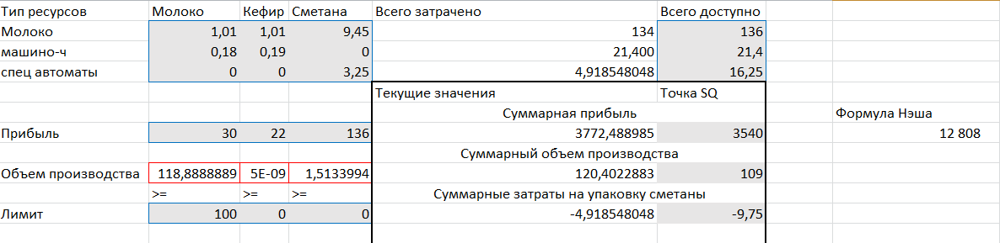 Тип ресурсов Молоко Кефир Сметана Всего затрачено Всего доступно
Молоко 1,01 1,01 9,45 134 136
машино-ч 0,18 0,19 0 21,400 21,4
спец автоматы 0 0 3,25 4,918548048 16,25
Текущие значения Точка SQ
Суммарная прибыль Формула Нэша
Прибыль 30 22 136 3772,488985 3540 12 808
Суммарный объем производства
Объем производства 118,8888889 5E-09 1,5133994 120,4022883 109
>= >= >= Суммарные затраты на упаковку сметаны
Лимит 100 0 0 -4,918548048 -9,75